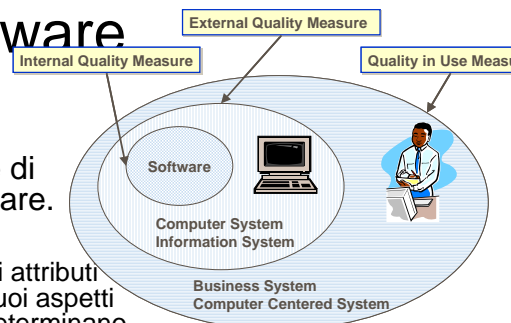 ware
External Quality Measure
Internal Quality Measure
Quality in Use Measu
di
are.
Software
Computer System
Information System
i attributi
uoi aspetti
determinano
Business System
Computer Centered System